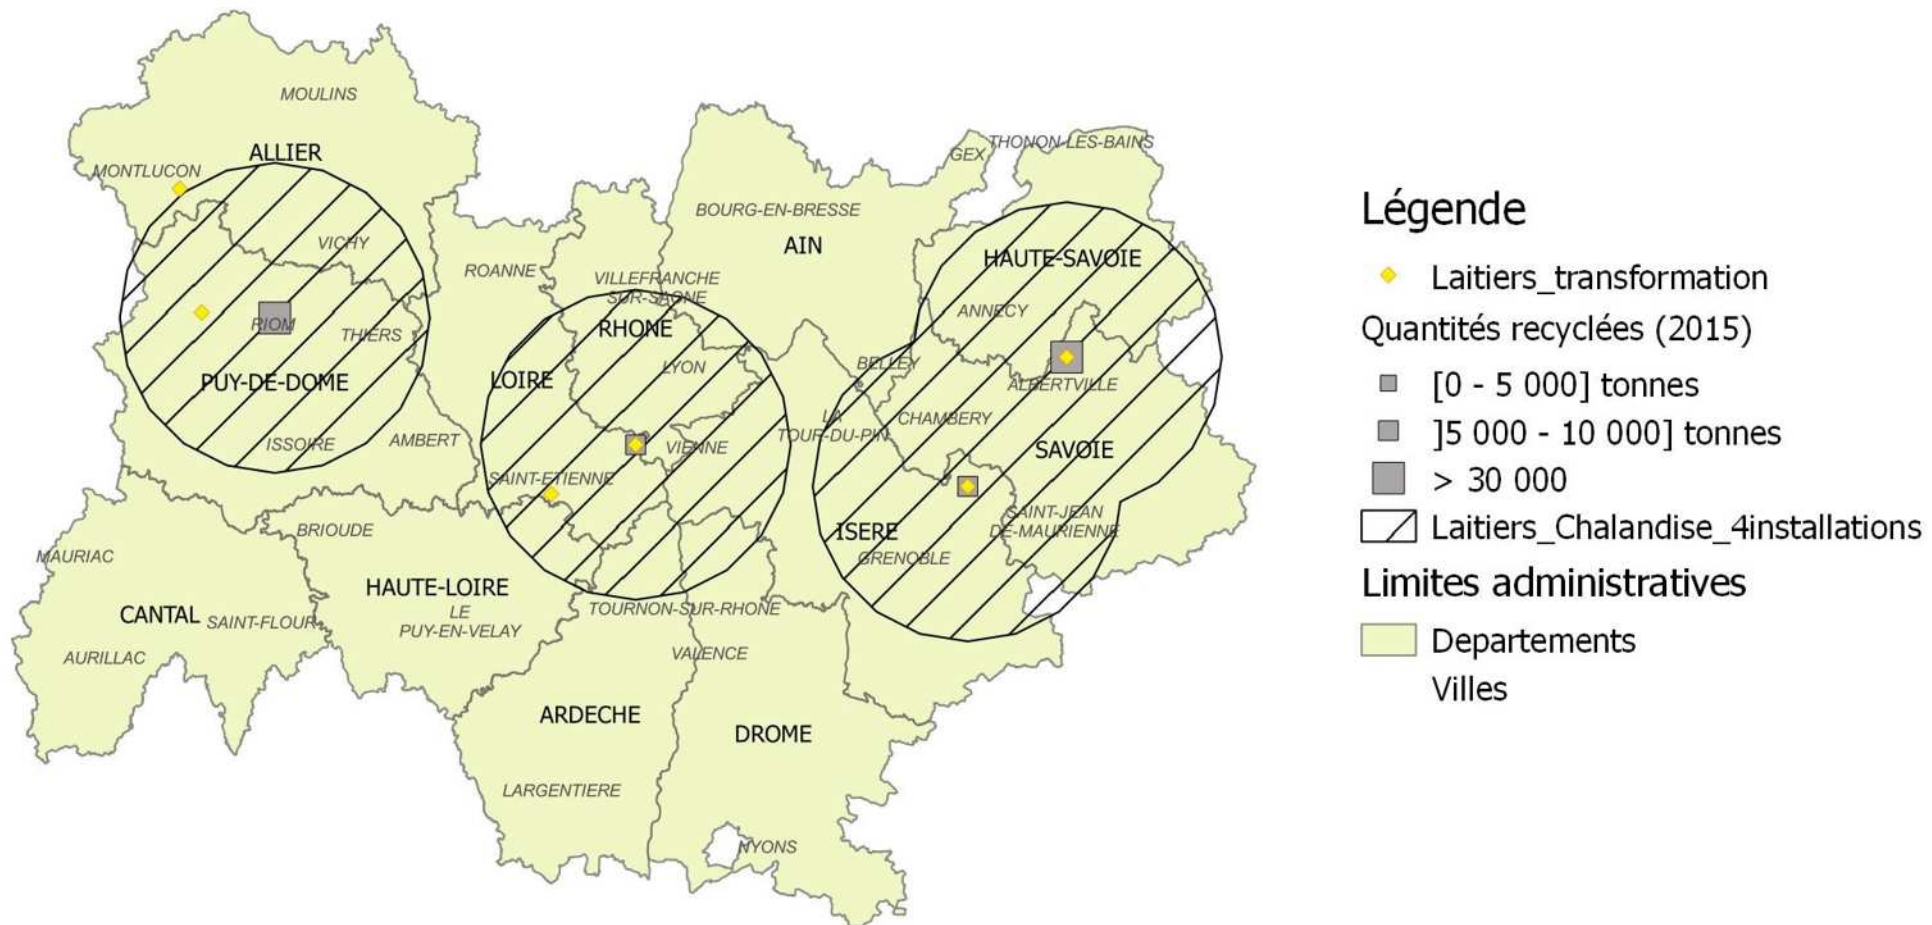 MOULINS
THONON-LES-BAINS
ALLIER
GEX
MONTLUCON
BOURG-EN-BRESSE
AIN
VICHY
HAUTE-SAVOIE
ROANNE
VILLEFRANCHE
SUR-SAONE
ANNECY
RIOM
RHONE
THIERS
BELLEY
LYON
PUY-DE-DOME
LOIRE
ALBERTVILLE
LA
TOUR-DU-PIN
CHAMBERY
ISSOIRE
AMBERT
VIENNE
SAVOIE
SAINT-ETIENNE
SAINT-JEAN
DE-MAURIENNE
BRIOUDE
ISERE
MAURIAC
GRENOBLE
HAUTE-LOIRE
LE
PUY-EN-VELAY
TOURNON-SUR-RHONE
CANTAL
SAINT-FLOUR
AURILLAC
VALENCE
ARDECHE
DROME
LARGENTIERE
NYONS
Légende
Laitiers_transformation
Quantités recyclées (2015)
[0 - 5 000] tonnes
]5 000 - 10 000] tonnes
> 30 000
Laitiers_Chalandise_4installations
Limites administratives
Departements
Villes